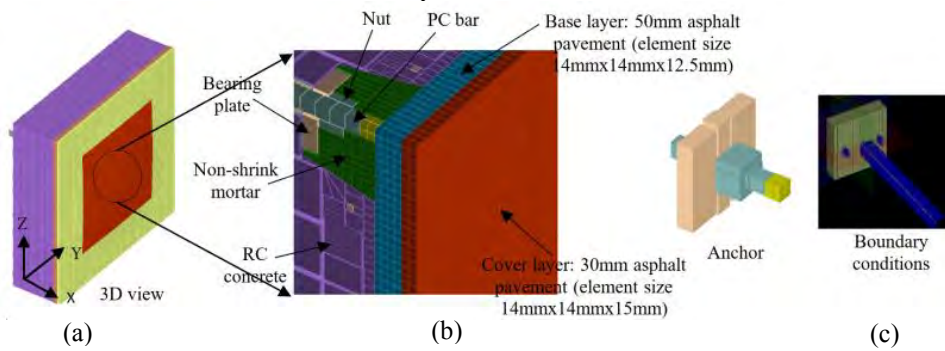 Nut
PC bar
Base layer: 50mm asphalt
pavement (element size
14mmx14mmx12.5mm)
Bearing
plate
Non-shrink
mortar
RC
concrete
Z
Y
X
3D view
Cover layer: 30mm asphalt
pavement (element size
14mmx14mmx15mm)
Anchor
Boundary
conditions
(a)
(b)
(c)